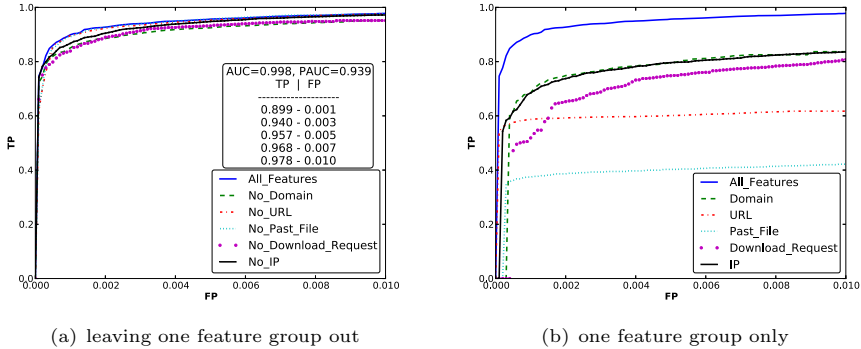 1.0
0.8
0.6
0.4
0.2
0.0
TP
0.000
0.002
0.004
0.006
0.008
0.010
FP
AUC=0.998, PAUC=0.939
TP | FP
-------------------
0.899 - 0.001
0.940 - 0.003
0.957 - 0.005
0.968 - 0.007
0.978 - 0.010
All_Features
No_Domain
No_URL
No_Past_File
No_Download_Request
No_IP
(a) leaving one feature group out
1.0
0.8
0.6
0.4
0.2
0.0
TP
0.000
0.002
0.004
0.006
0.008
0.010
FP
All_Features
Domain
URL
Past_File
Download_Request
IP
(b) one feature group only